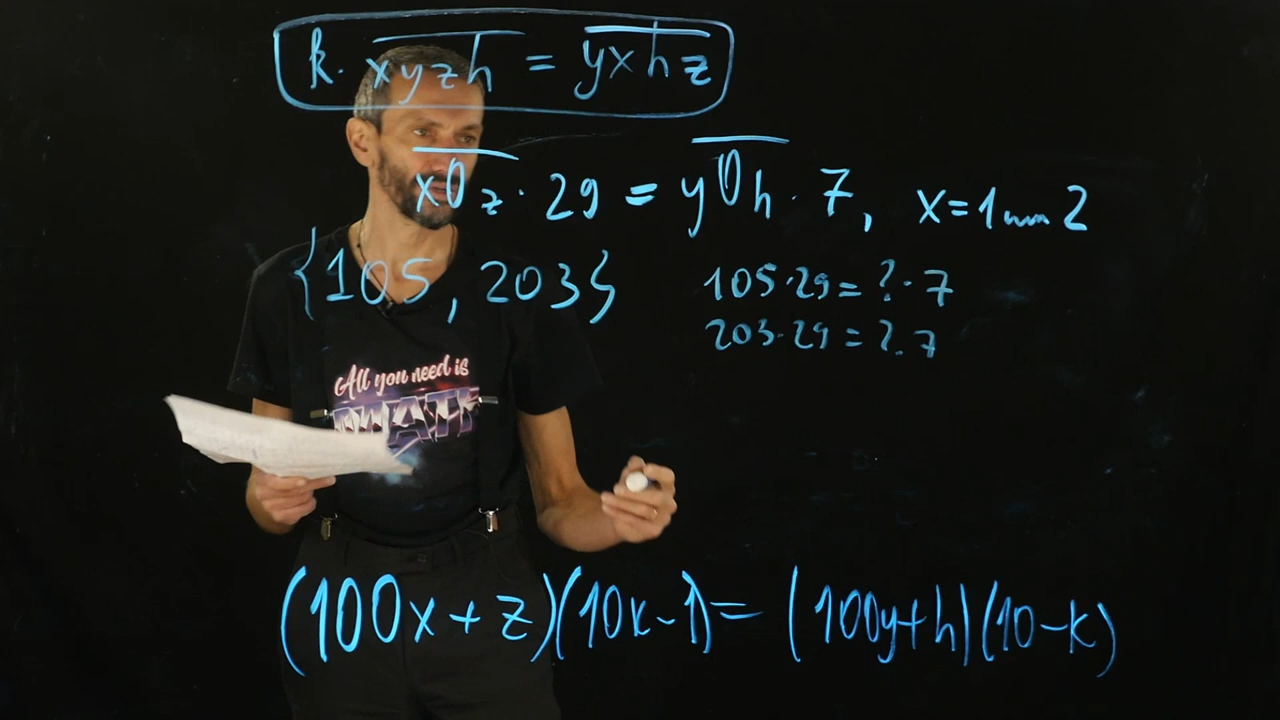 k · xyzh = yxhz
x0z · 29 = y0h · 7, x=1 или 2
{105, 203}
105·29 = ?·7
203·29 = ?·7
All you need is
(100x + z)(10k - 1) = (100y + h)(10 - k)